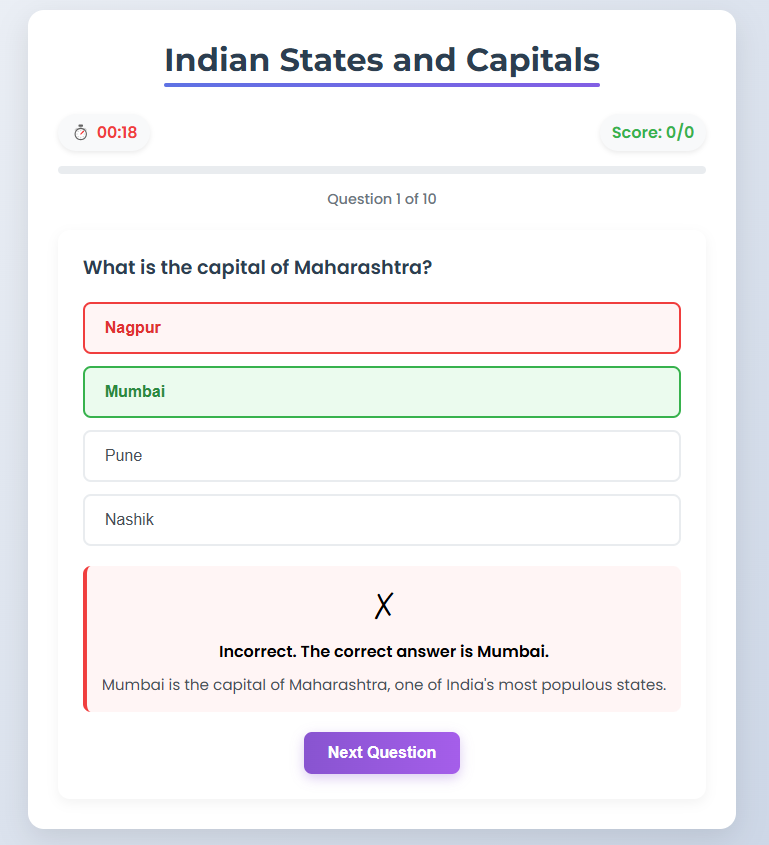 Indian States and Capitals
⏱ 00:18
Score: 0/0
Question 1 of 10
What is the capital of Maharashtra?
Nagpur
Mumbai
Pune
Nashik
✗
Incorrect. The correct answer is Mumbai.
Mumbai is the capital of Maharashtra, one of India's most populous states.
Next Question